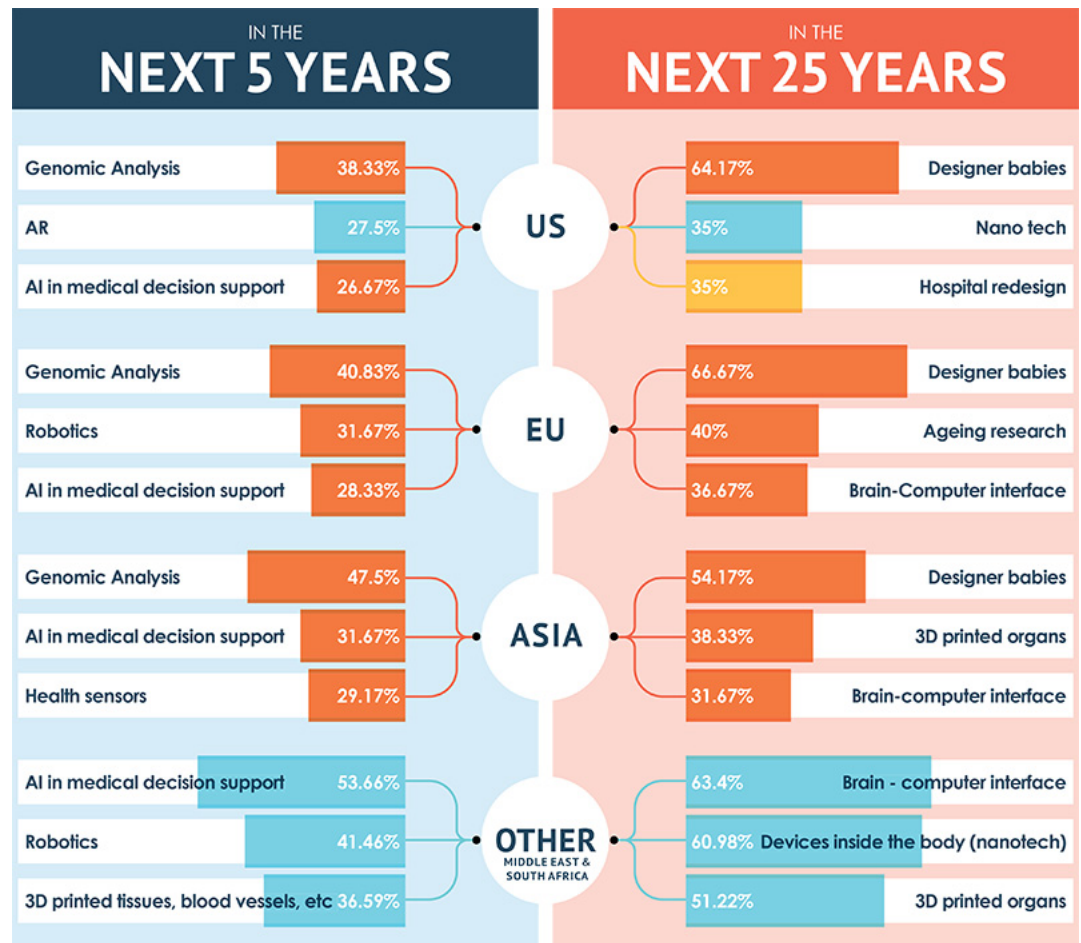 IN THE
NEXT 5 YEARS
IN THE
NEXT 25 YEARS
Genomic Analysis 38.33%
AR 27.5%
AI in medical decision support 26.67%
US
64.17% Designer babies
35% Nano tech
35% Hospital redesign
Genomic Analysis 40.83%
Robotics 31.67%
AI in medical decision support 28.33%
EU
66.67% Designer babies
40% Ageing research
36.67% Brain-Computer interface
Genomic Analysis 47.5%
AI in medical decision support 31.67%
Health sensors 29.17%
ASIA
54.17% Designer babies
38.33% 3D printed organs
31.67% Brain-computer interface
AI in medical decision support 53.66%
Robotics 41.46%
3D printed tissues, blood vessels, etc 36.59%
OTHER
MIDDLE EAST &
SOUTH AFRICA
63.4% Brain - computer interface
60.98% Devices inside the body (nanotech)
51.22% 3D printed organs